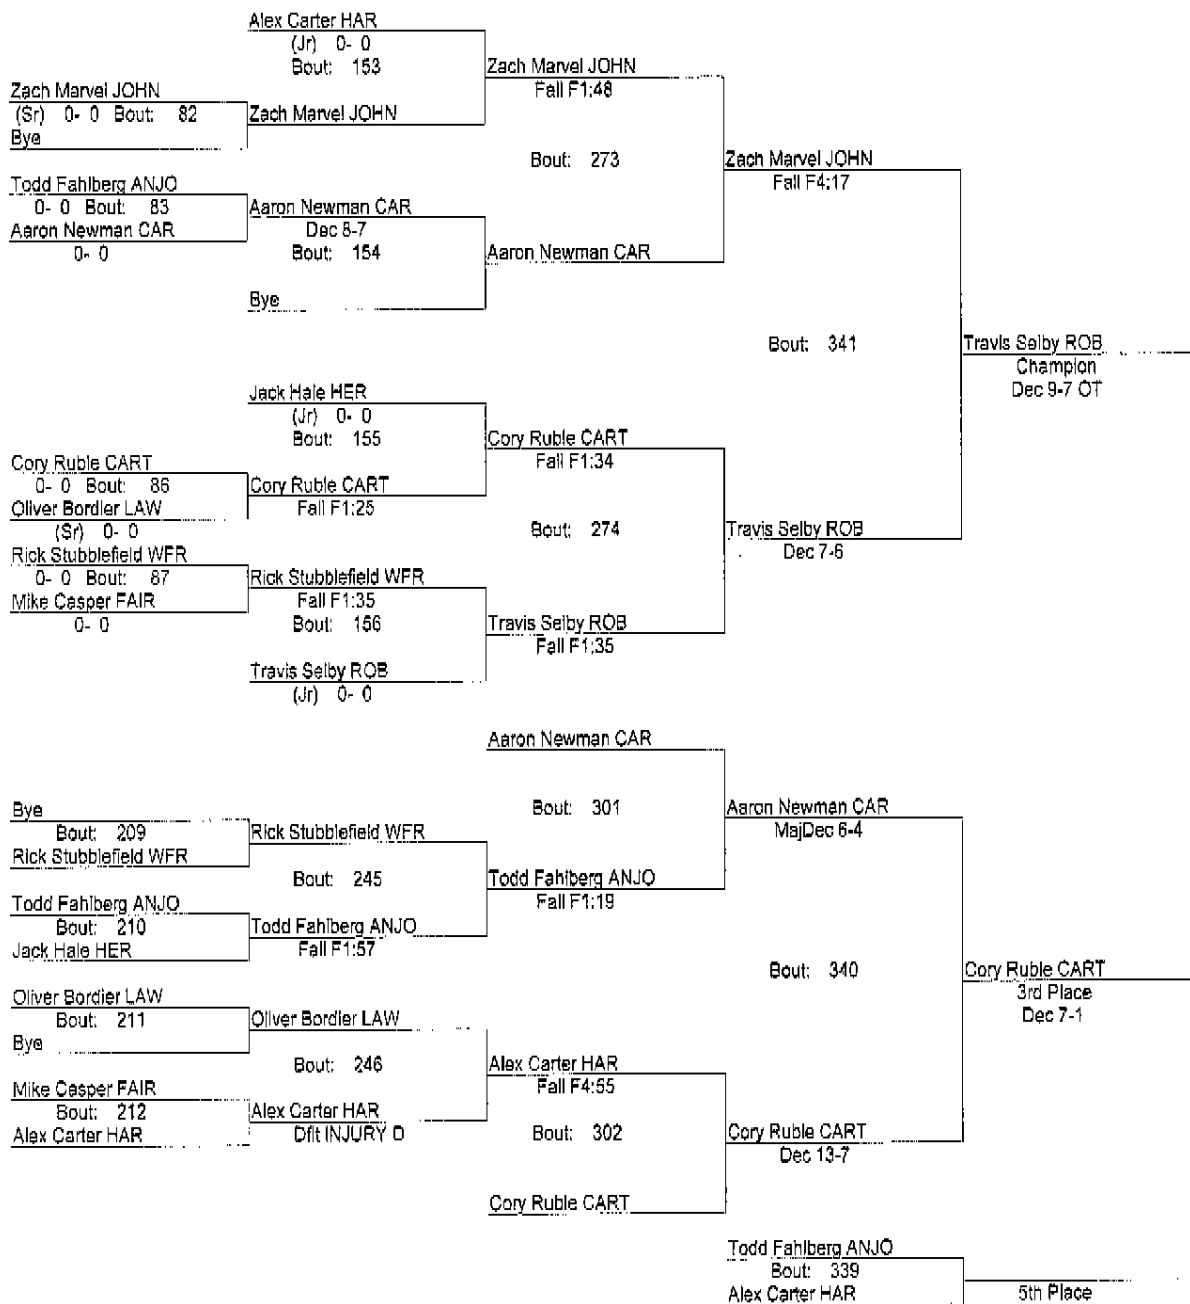 Alex Carter HAR
(Jr) 0- 0
Bout: 153
Zach Marvel JOHN
Fall F1:48
Zach Marvel JOHN
(Sr) 0- 0 Bout: 82
Zach Marvel JOHN
Bye
Bout: 273
Zach Marvel JOHN
Fall F4:17
Todd Fahlberg ANJO
0- 0 Bout: 83
Aaron Newman CAR
Dec 8-7
Aaron Newman CAR
0- 0
Bout: 154
Aaron Newman CAR
Bye
Bout: 341
Travis Selby ROB
Champion
Dec 9-7 OT
Jack Hale HER
(Jr) 0- 0
Bout: 155
Cory Ruble CART
Fall F1:34
Cory Ruble CART
0- 0 Bout: 86
Cory Ruble CART
Fall F1:25
Oliver Bordier LAW
(Sr) 0- 0
Bout: 274
Travis Selby ROB
Dec 7-6
Rick Stubblefield WFR
0- 0 Bout: 87
Rick Stubblefield WFR
Fall F1:35
Mike Casper FAIR
0- 0
Bout: 156
Travis Selby ROB
Fall F1:35
Travis Selby ROB
(Jr) 0- 0
Aaron Newman CAR
Bye
Bout: 209
Bout: 301
Aaron Newman CAR
MajDec 6-4
Rick Stubblefield WFR
Rick Stubblefield WFR
Bout: 245
Todd Fahlberg ANJO
Fall F1:19
Todd Fahlberg ANJO
Bout: 210
Todd Fahlberg ANJO
Fall F1:57
Jack Hale HER
Bout: 340
Cory Ruble CART
3rd Place
Dec 7-1
Oliver Bordier LAW
Bout: 211
Oliver Bordier LAW
Bye
Bout: 246
Alex Carter HAR
Fall F4:55
Mike Casper FAIR
Bout: 212
Alex Carter HAR
Dflt INJURY D
Alex Carter HAR
Bout: 302
Cory Ruble CART
Dec 13-7
Cory Ruble CART
Todd Fahlberg ANJO
Bout: 339
Alex Carter HAR
5th Place